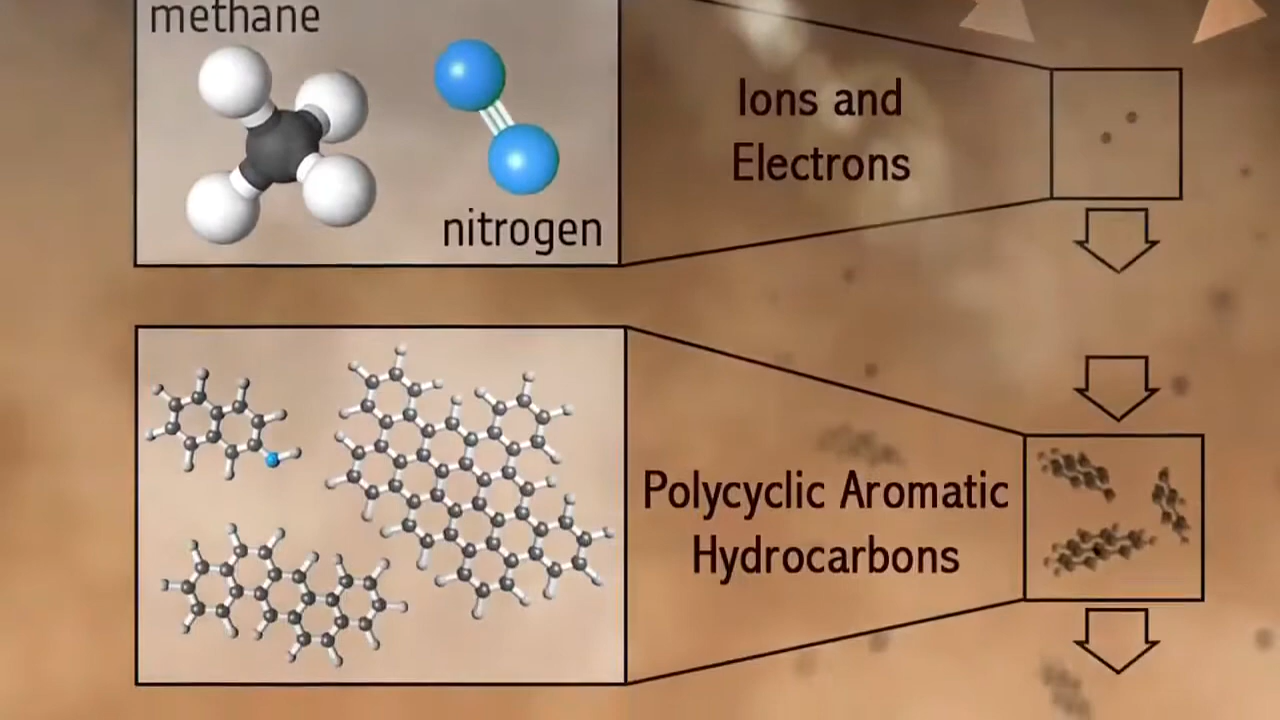 methane
nitrogen
Ions and
Electrons
Polycyclic Aromatic
Hydrocarbons